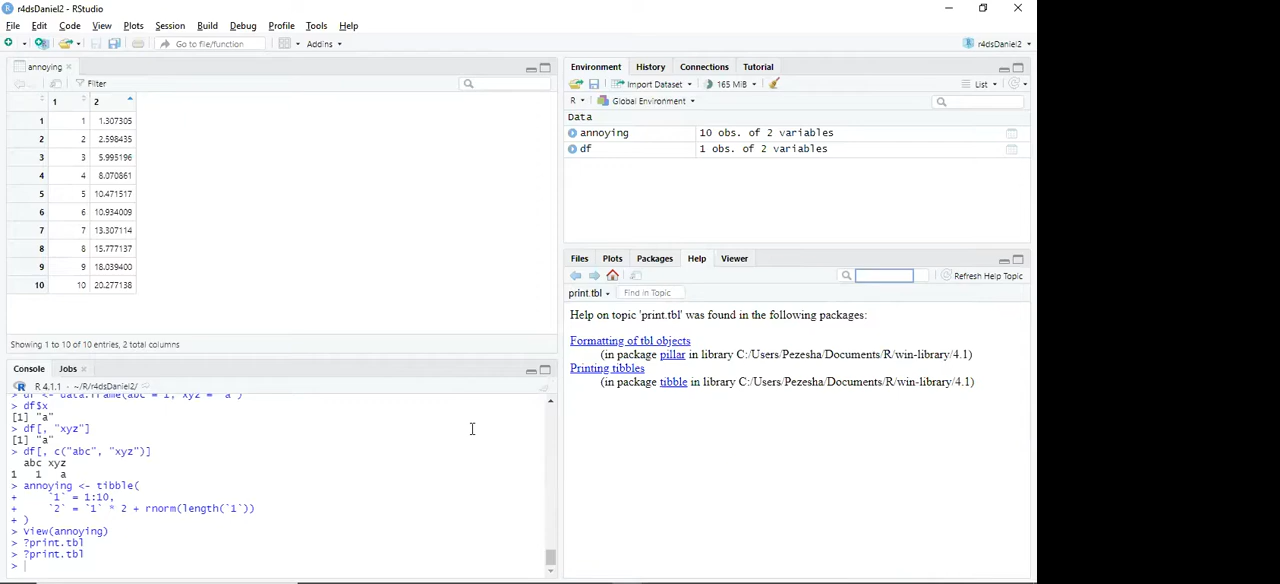 r4dsDaniel2 - RStudio
File Edit Code View Plots Session Build Debug Profile Tools Help
Go to file/function Addins r4dsDaniel2
annoying
Filter
1 2
1 1 1.307305
2 2 2.598435
3 3 5.995196
4 4 8.070861
5 5 10.471517
6 6 10.934009
7 7 13.307114
8 8 15.777137
9 9 18.039400
10 10 20.277138
Showing 1 to 10 of 10 entries, 2 total columns
Console Jobs
R 4.1.1 · ~/R/r4dsDaniel2/
df <- data.frame(abc = 1, xyz = "a")
> df$x
[1] "a"
> df[, "xyz"]
[1] "a"
> df[, c("abc", "xyz")]
abc xyz
1 1 a
> annoying <- tibble(
+ `1` = 1:10,
+ `2` = `1` * 2 + rnorm(length(`1`))
+ )
> View(annoying)
> ?print.tbl
> ?print.tbl
>
Environment History Connections Tutorial
Import Dataset 165 MiB List
R Global Environment
Data
annoying 10 obs. of 2 variables
df 1 obs. of 2 variables
Files Plots Packages Help Viewer
Refresh Help Topic
print.tbl Find in Topic
Help on topic 'print.tbl' was found in the following packages:
Formatting of tbl objects
(in package pillar in library C:/Users/Pezesha/Documents/R/win-library/4.1)
Printing tibbles
(in package tibble in library C:/Users/Pezesha/Documents/R/win-library/4.1)